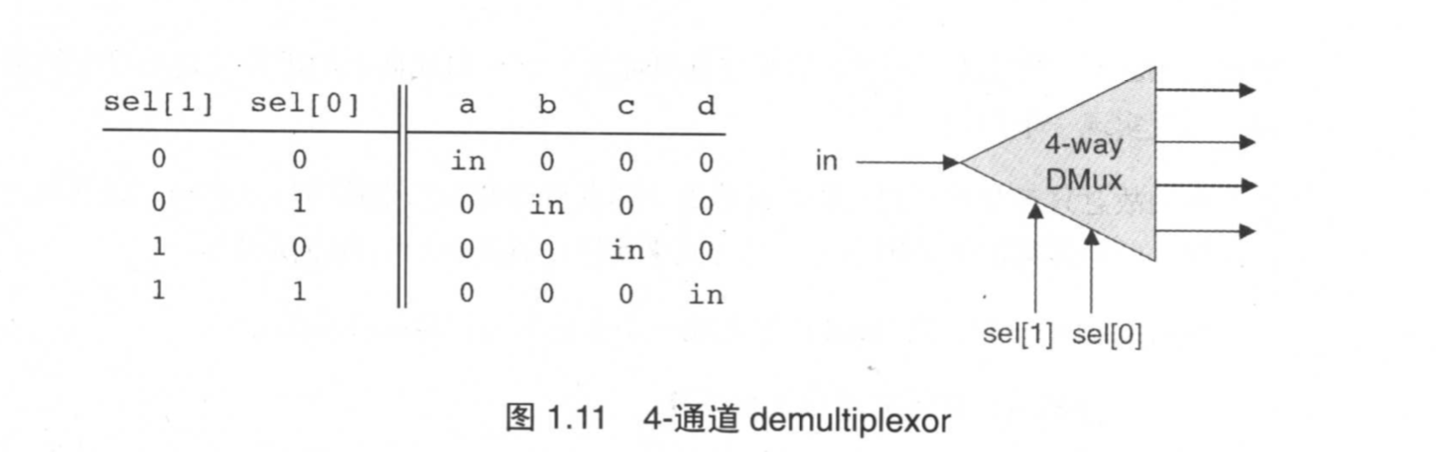 sel[1] sel[0] a b c d
0 0 in 0 0 0
0 1 0 in 0 0
1 0 0 0 in 0
1 1 0 0 0 in
in
4-way
DMux
sel[1] sel[0]
图 1.11 4-通道 demultiplexor